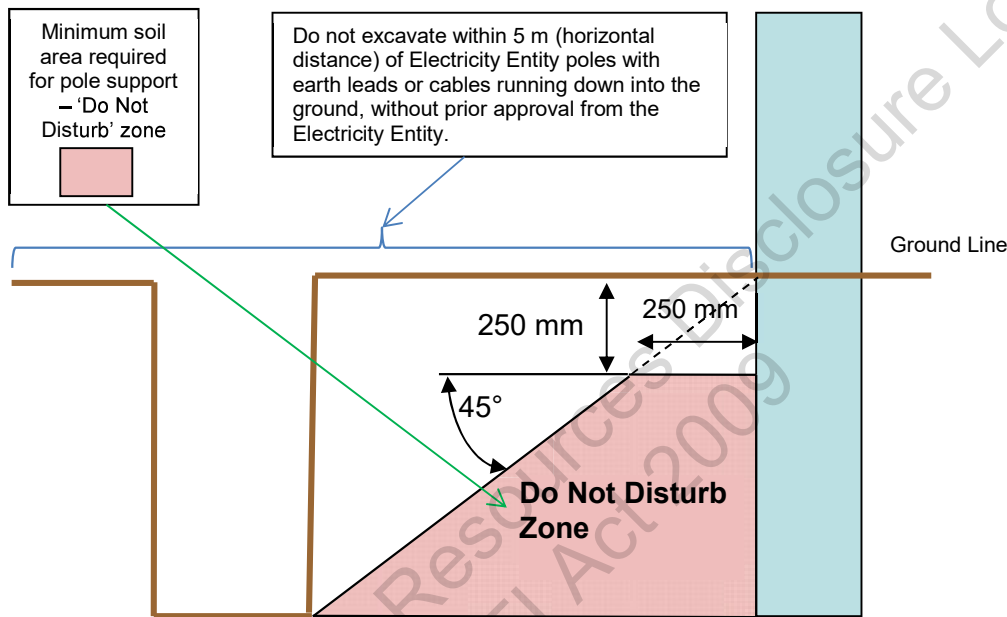 Minimum soil
area required
for pole support
– ‘Do Not
Disturb’ zone
Do not excavate within 5 m (horizontal
distance) of Electricity Entity poles with
earth leads or cables running down into the
ground, without prior approval from the
Electricity Entity.
Ground Line
250 mm
250 mm
45°
Do Not Disturb
Zone
Resources Disclosure Lo
Act 2009